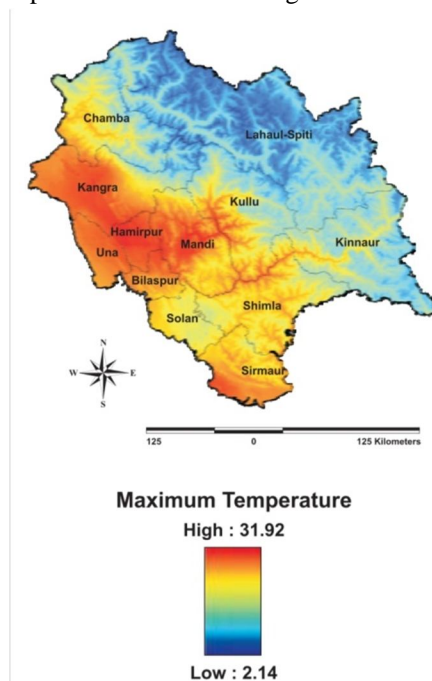 Chamba
Lahaul-Spiti
Kangra
Kullu
Hamirpur
Mandi
Kinnaur
Una
Bilaspur
Shimla
Solan
Sirmaur
N
W E
S
125 0 125 Kilometers
Maximum Temperature
High : 31.92
Low : 2.14